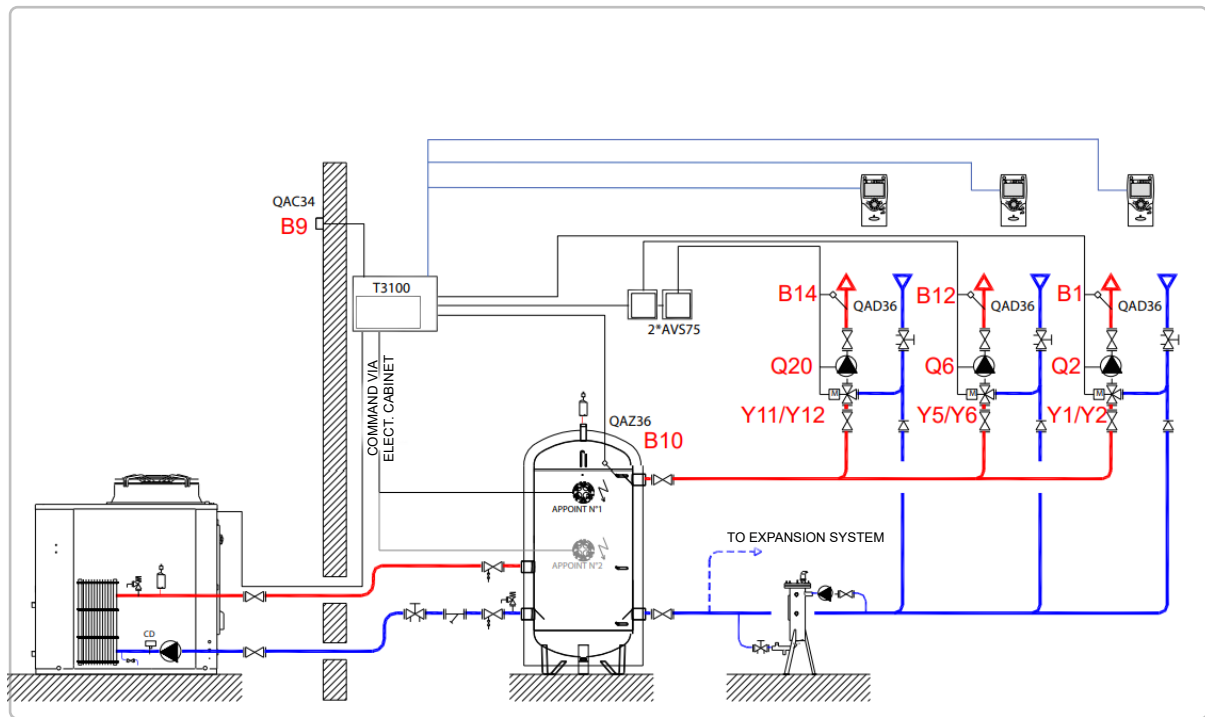 QAC34
B9
T3100
2*AVS75
B14
QAD36
B12
QAD36
B1
QAD36
Q20
Q6
Q2
M
M
M
Y11/Y12
Y5/Y6
Y1/Y2
COMMAND VIA
ELECT. CABINET
QAZ36
B10
APPOINT N°1
APPOINT N°2
TO EXPANSION SYSTEM
CD